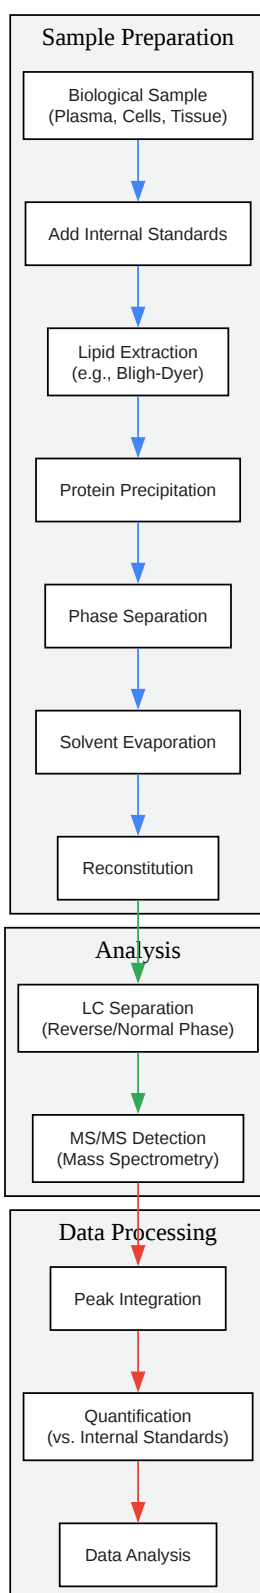 Sample Preparation
Biological Sample
(Plasma, Cells, Tissue)
Add Internal Standards
Lipid Extraction
(e.g., Bligh-Dyer)
Protein Precipitation
Phase Separation
Solvent Evaporation
Reconstitution
Analysis
LC Separation
(Reverse/Normal Phase)
MS/MS Detection
(Mass Spectrometry)
Data Processing
Peak Integration
Quantification
(vs. Internal Standards)
Data Analysis